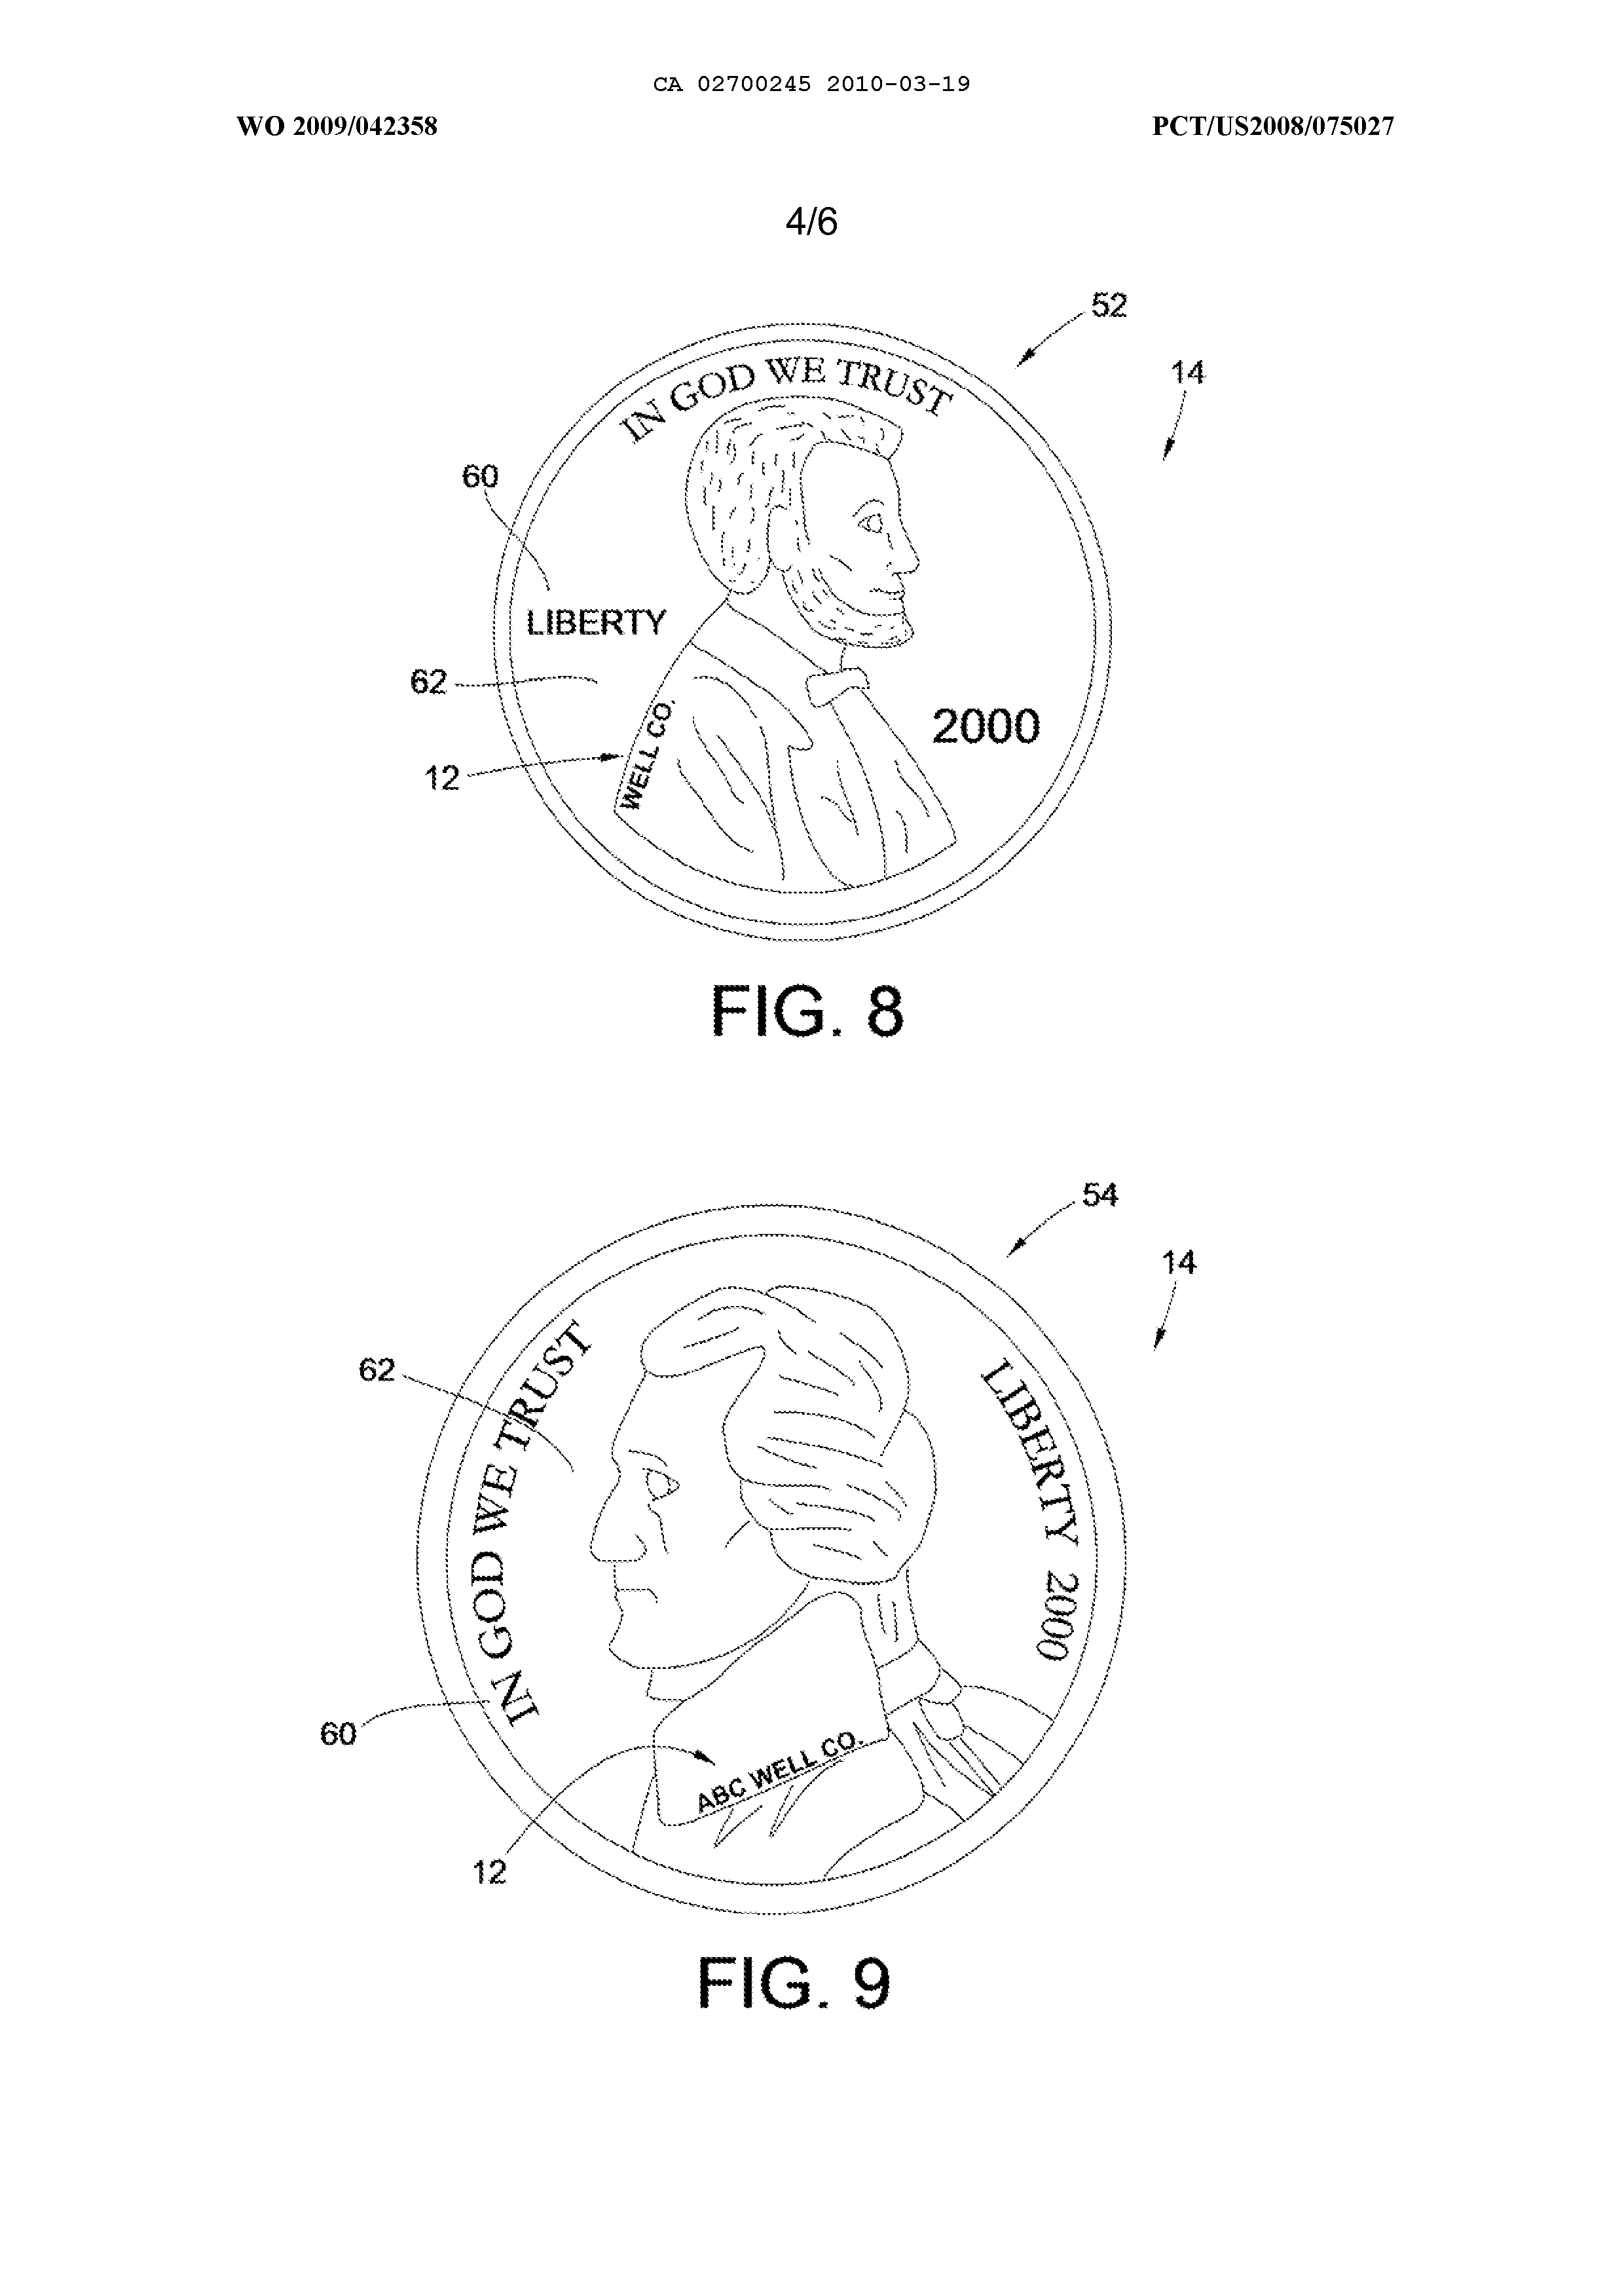 CA 02700245 2010-03-19
WO 2009/042358
PCT/US2008/075027
4/6
52
14
IN GOD WE TRUST
60
LIBERTY
62
WELL CO.
2000
12
FIG. 8
54
14
62
IN GOD WE TRUST
LIBERTY 2000
60
ABC WELL CO.
12
FIG. 9